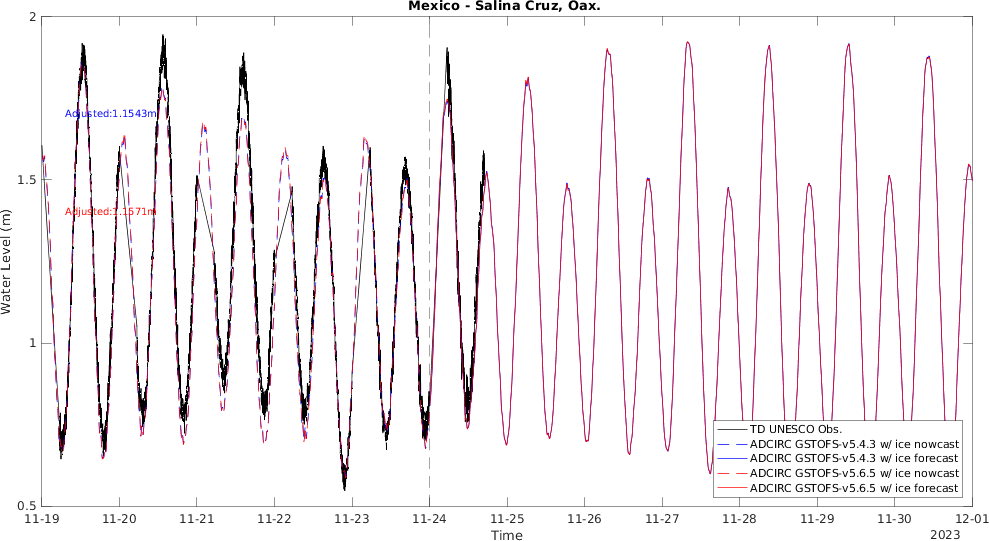 Mexico - Salina Cruz, Oax.
2
Adjusted:1.1543m
1.5
Adjusted:1.1571m
Water Level (m)
1
TD UNESCO Obs.
ADCIRC GSTOFS-v5.4.3 w/ ice nowcast
ADCIRC GSTOFS-v5.4.3 w/ ice forecast
ADCIRC GSTOFS-v5.6.5 w/ ice nowcast
ADCIRC GSTOFS-v5.6.5 w/ ice forecast
0.5
11-19 11-20 11-21 11-22 11-23 11-24 11-25 11-26 11-27 11-28 11-29 11-30 12-01
Time
2023